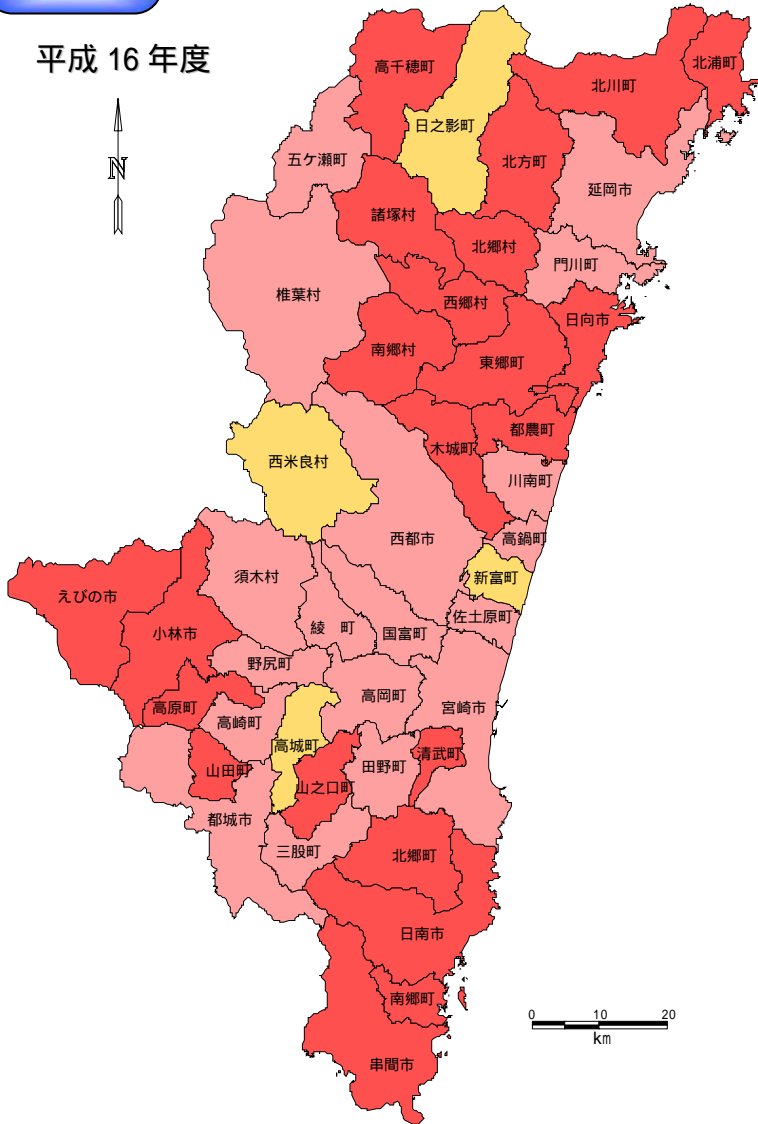 平成 16 年度
N
高千穂町
北浦町
北川町
日之影町
五ケ瀬町
北方町
延岡市
諸塚村
北郷村
門川町
椎葉村
西郷村
日向市
南郷村
東郷町
都農町
木城町
西米良村
川南町
西都市
高鍋町
須木村
新富町
えびの市
佐土原町
小林市
綾 町
国富町
野尻町
高岡町
高原町
宮崎市
高崎町
高城町
清武町
山田町
田野町
山之口町
都城市
三股町
北郷町
日南市
南郷町
串間市
0 10 20
km